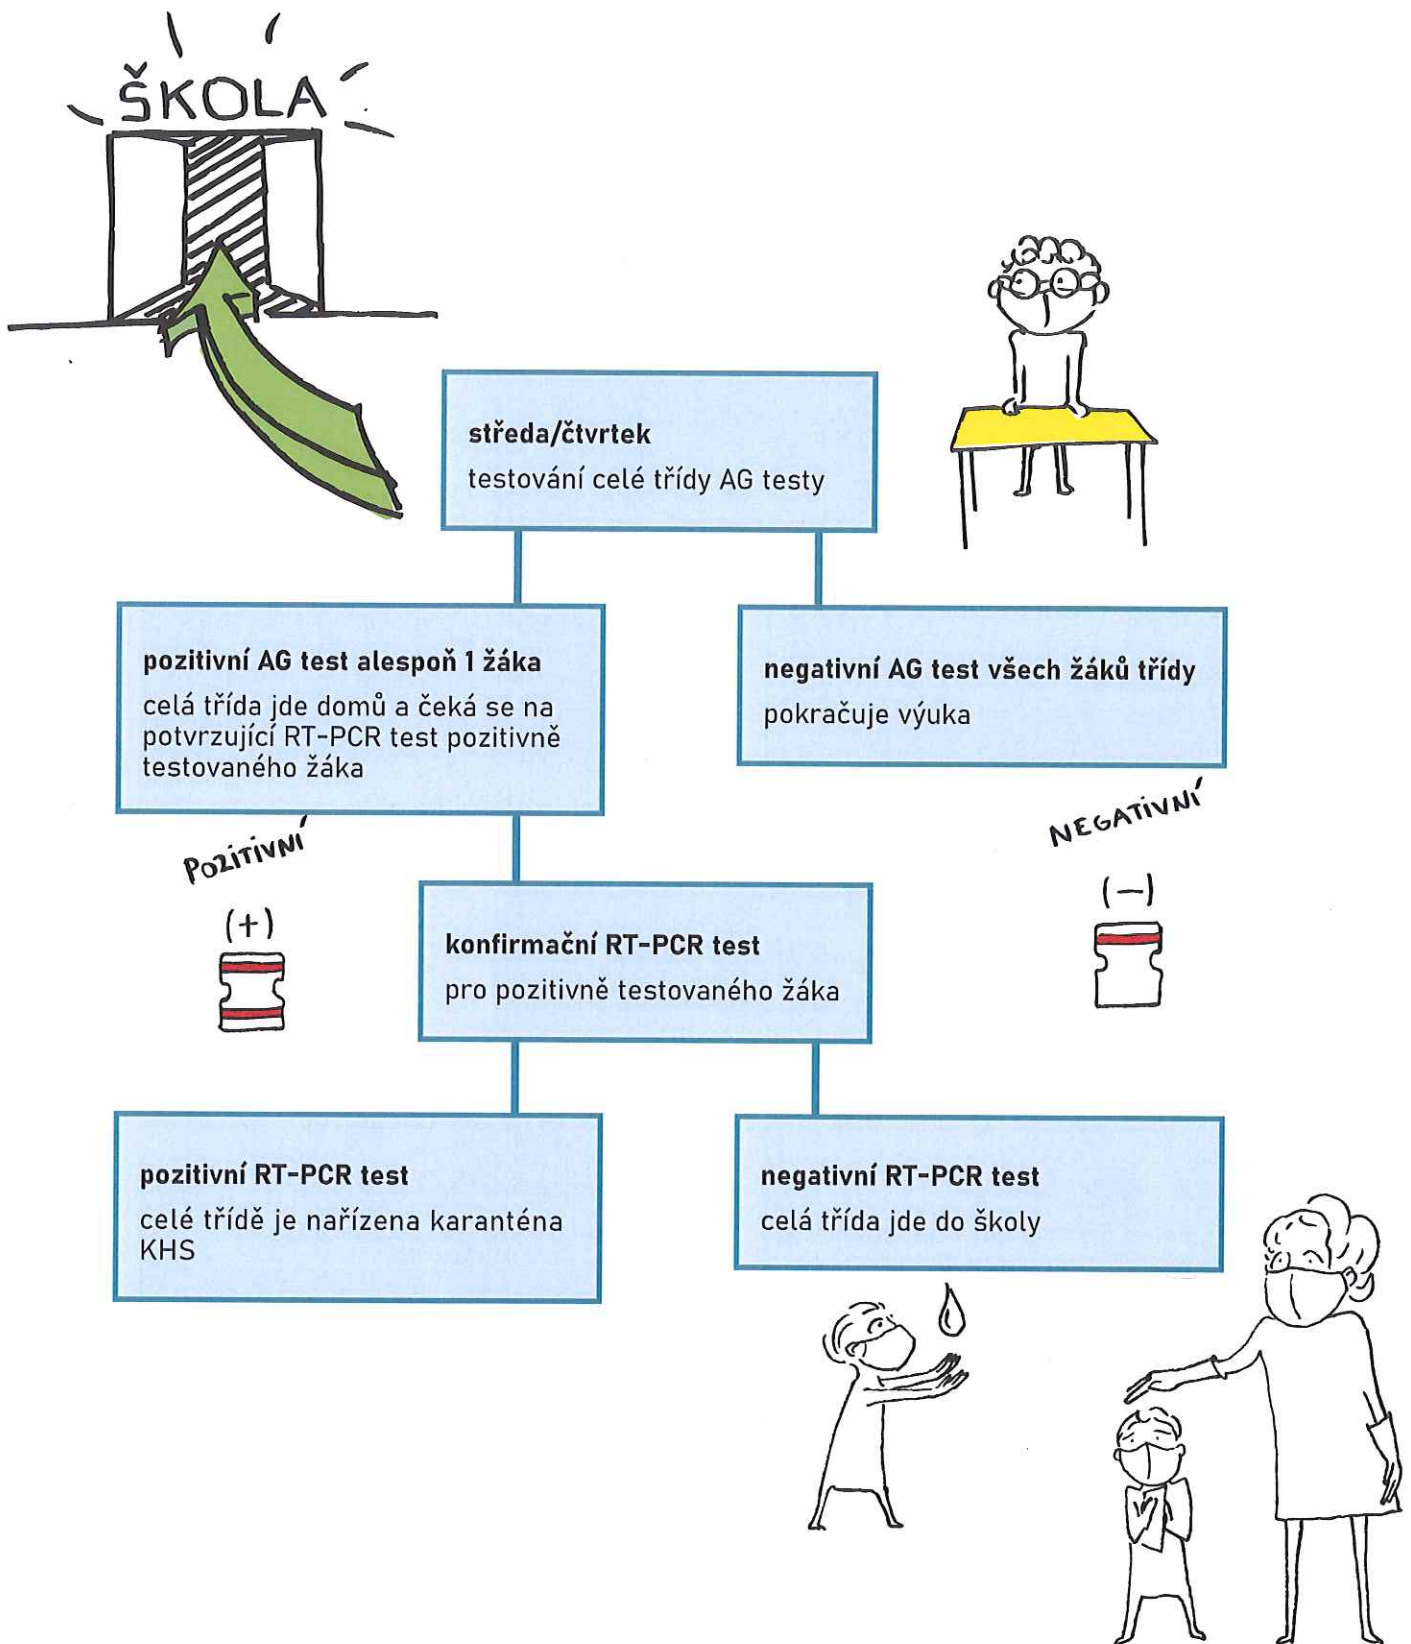 ŠKOLA
středa/čtvrtek
testování celé třídy AG testy
pozitivní AG test alespoň 1 žáka
celá třída jde domů a čeká se na
potvrzující RT-PCR test pozitivně
testovaného žáka
negativní AG test všech žáků třídy
pokračuje výuka
POZITIVNÍ
(+)
NEGATIVNÍ
(-)
konfirmační RT-PCR test
pro pozitivně testovaného žáka
pozitivní RT-PCR test
celé třídě je nařízena karanténa
KHS
negativní RT-PCR test
celá třída jde do školy